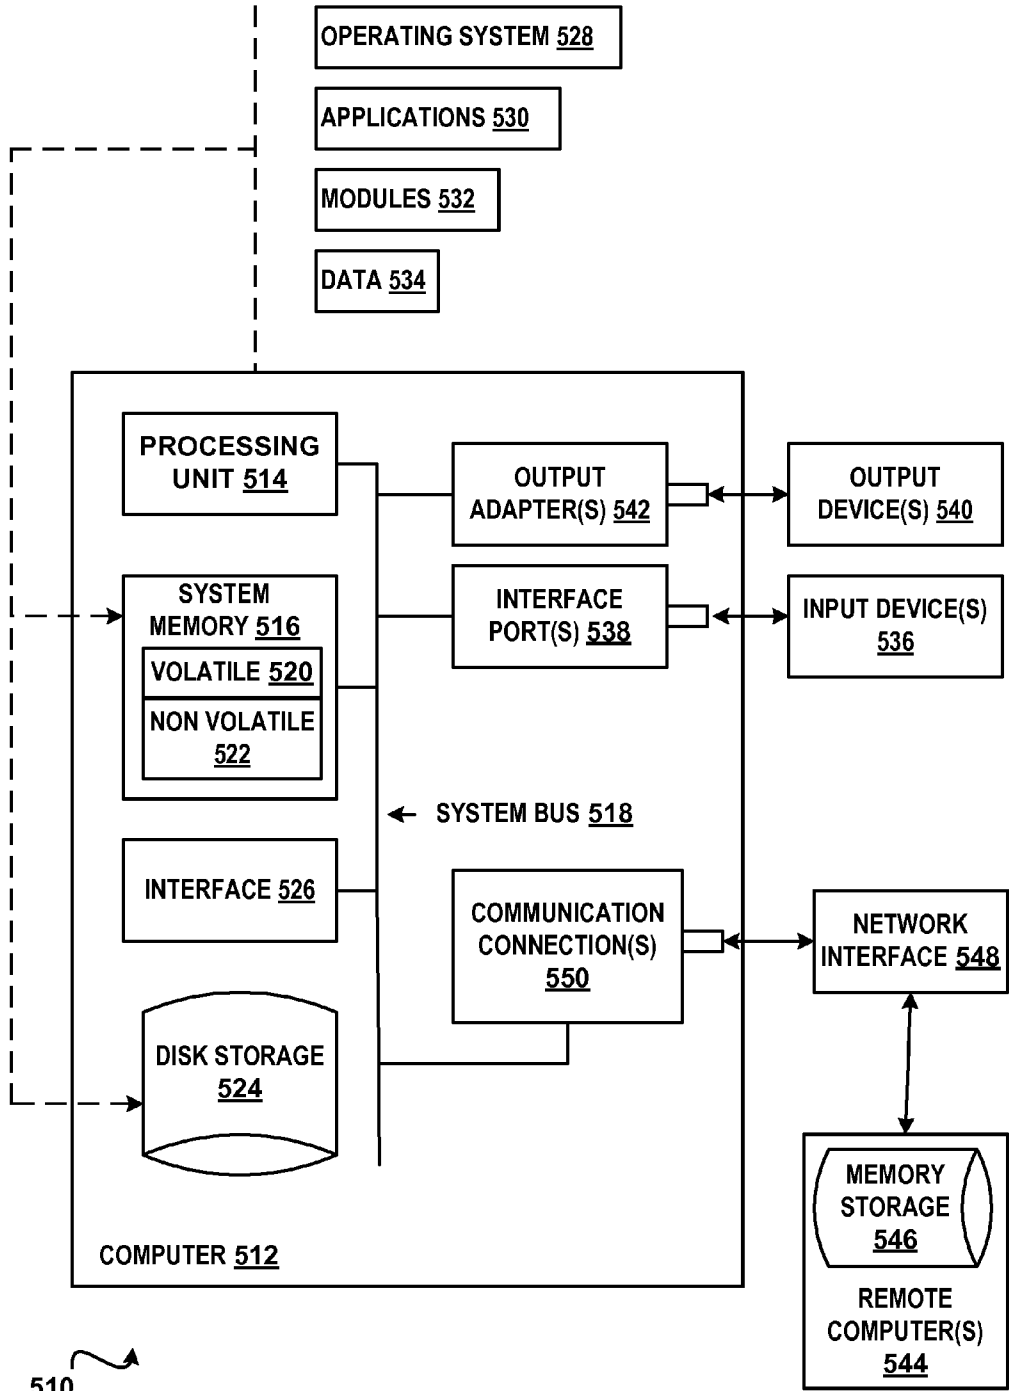 OPERATING SYSTEM 528
APPLICATIONS 530
MODULES 532
DATA 534
PROCESSING
UNIT 514
OUTPUT
ADAPTER(S) 542
OUTPUT
DEVICE(S) 540
SYSTEM
MEMORY 516
VOLATILE 520
NON VOLATILE
522
INTERFACE
PORT(S) 538
INPUT DEVICE(S)
536
SYSTEM BUS 518
INTERFACE 526
COMMUNICATION
CONNECTION(S)
550
NETWORK
INTERFACE 548
DISK STORAGE
524
MEMORY
STORAGE
546
COMPUTER 512
REMOTE
COMPUTER(S)
544
510